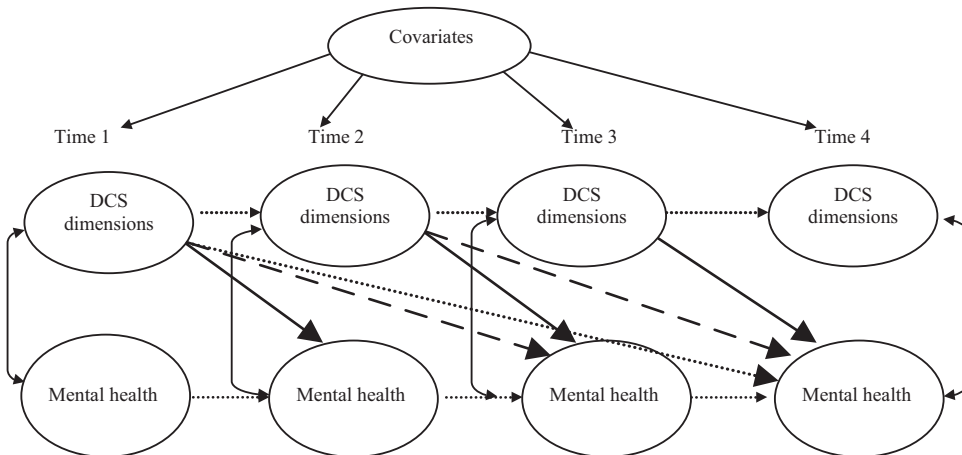 Covariates
Time 1
Time 2
Time 3
Time 4
DCS
dimensions
DCS
dimensions
DCS
dimensions
DCS
dimensions
Mental health
Mental health
Mental health
Mental health